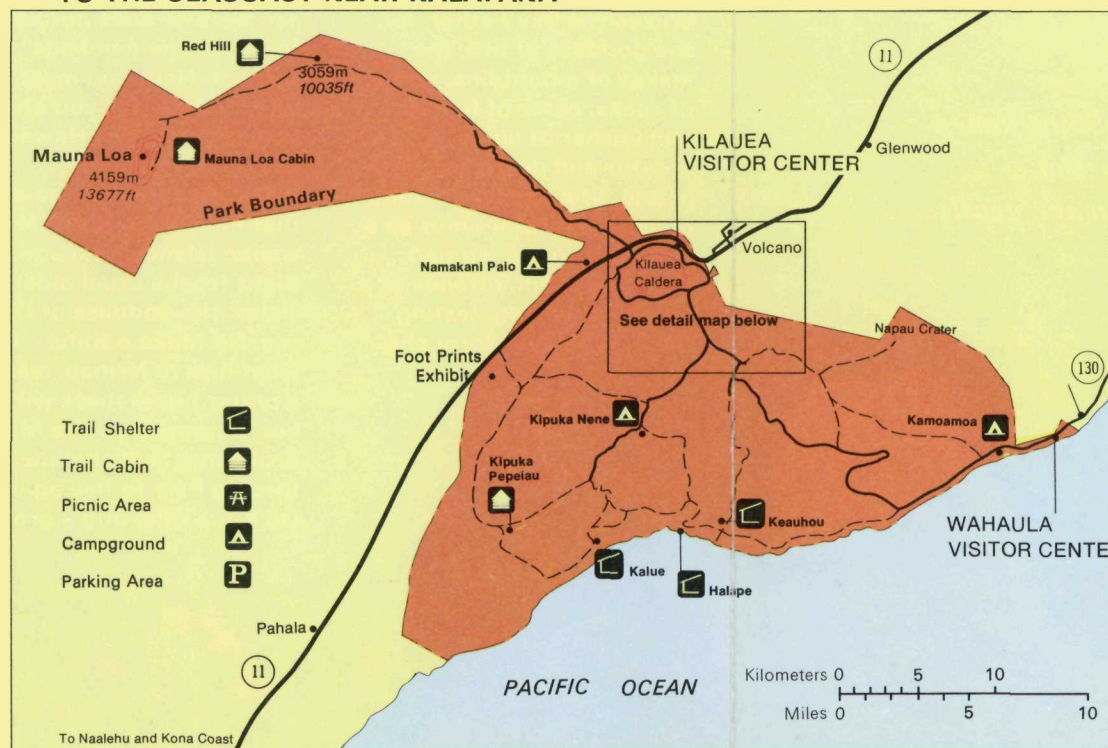 Red Hill
3059m
10035ft
11
Mauna Loa
4159m
13677ft
Mauna Loa Cabin
Park Boundary
KILAUEA
VISITOR CENTER
Glenwood
Namakani Paio
Kilauea
Caldera
Volcano
See detail map below
Napau Crater
Foot Prints
Exhibit
130
Kipuka Nene
Kamoamoa
Trail Shelter
Trail Cabin
Picnic Area
Campground
Parking Area
P
Kipuka
Pepeiau
Keauhou
WAHAULA
VISITOR CENTE
Kalue
Halape
Pahala
11
PACIFIC OCEAN
Kilometers 0 5 10
Miles 0 5 10
To Naalehu and Kona Coast